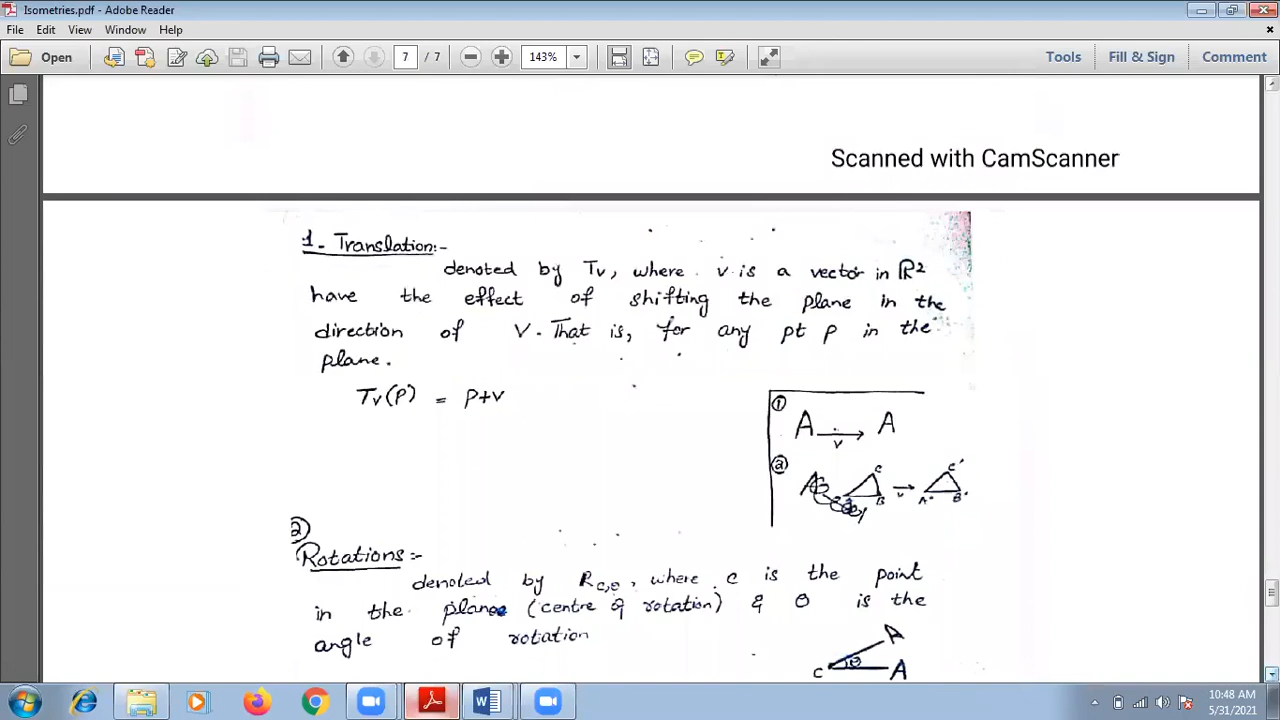 Isometries.pdf - Adobe Reader
File Edit View Window Help
Open 7 / 7 143% Tools Fill & Sign Comment
Scanned with CamScanner
1 - Translation:-
denoted by Tv, where v is a vector in R²
have the effect of shifting the plane in the
direction of V. That is, for any pt p in the
plane.
Tv(P) = P+v
①
A v A
②
C B v A' B' C'
2)
Rotations:-
denoted by Rc,θ, where c is the point
in the plane (centre of rotation) & θ is the
angle of rotation
A
C θ A
10:48 AM
5/31/2021